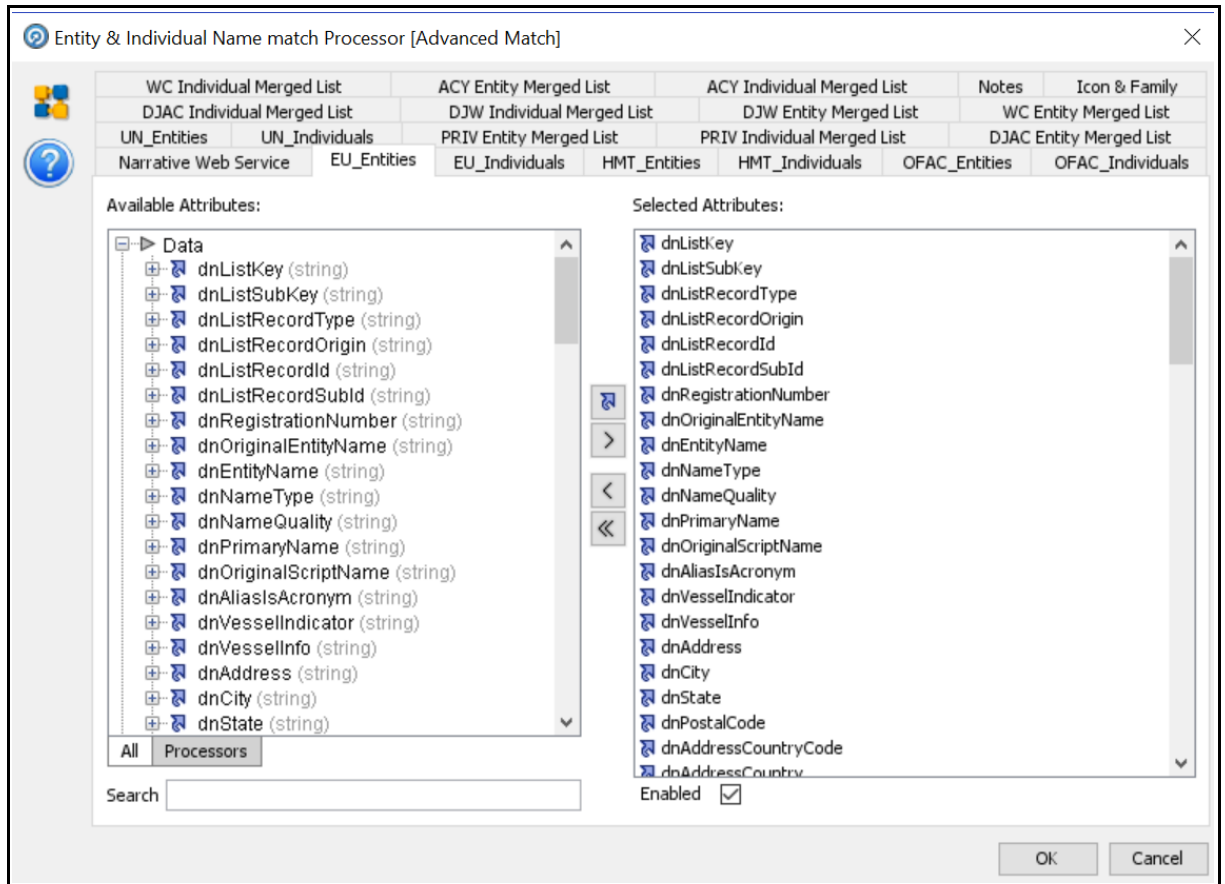 Entity & Individual Name match Processor [Advanced Match]
WC Individual Merged List ACY Entity Merged List ACY Individual Merged List Notes Icon & Family
DJAC Individual Merged List DJW Individual Merged List DJW Entity Merged List WC Entity Merged List
UN_Entities UN_Individuals PRIV Entity Merged List PRIV Individual Merged List DJAC Entity Merged List
Narrative Web Service EU_Entities EU_Individuals HMT_Entities HMT_Individuals OFAC_Entities OFAC_Individuals
Available Attributes:
Data
dnListKey (string)
dnListSubKey (string)
dnListRecordType (string)
dnListRecordOrigin (string)
dnListRecordId (string)
dnListRecordSubId (string)
dnRegistrationNumber (string)
dnOriginalEntityName (string)
dnEntityName (string)
dnNameType (string)
dnNameQuality (string)
dnPrimaryName (string)
dnOriginalScriptName (string)
dnAliasIsAcronym (string)
dnVesselIndicator (string)
dnVesselInfo (string)
dnAddress (string)
dnCity (string)
dnState (string)
All Processors
Search
Selected Attributes:
dnListKey
dnListSubKey
dnListRecordType
dnListRecordOrigin
dnListRecordId
dnListRecordSubId
dnRegistrationNumber
dnOriginalEntityName
dnEntityName
dnNameType
dnNameQuality
dnPrimaryName
dnOriginalScriptName
dnAliasIsAcronym
dnVesselIndicator
dnVesselInfo
dnAddress
dnCity
dnState
dnPostalCode
dnAddressCountryCode
dnAddressCountry
Enabled
OK Cancel